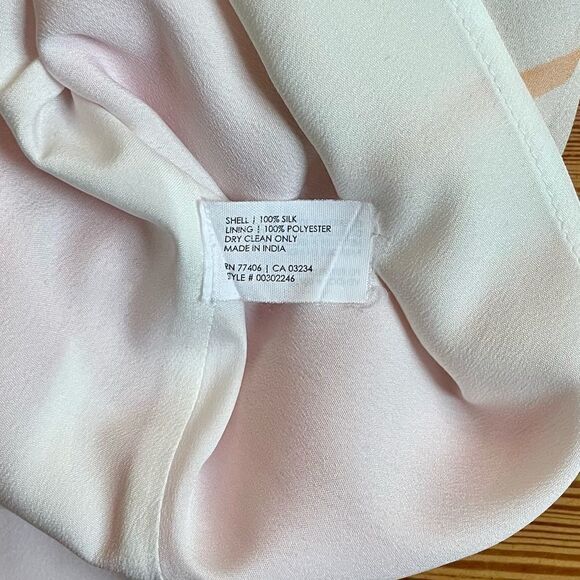 SHELL | 100% SILK
LINING | 100% POLYESTER
DRY CLEAN ONLY
MADE IN INDIA
RN 77406 | CA 03234
STYLE # 00302246